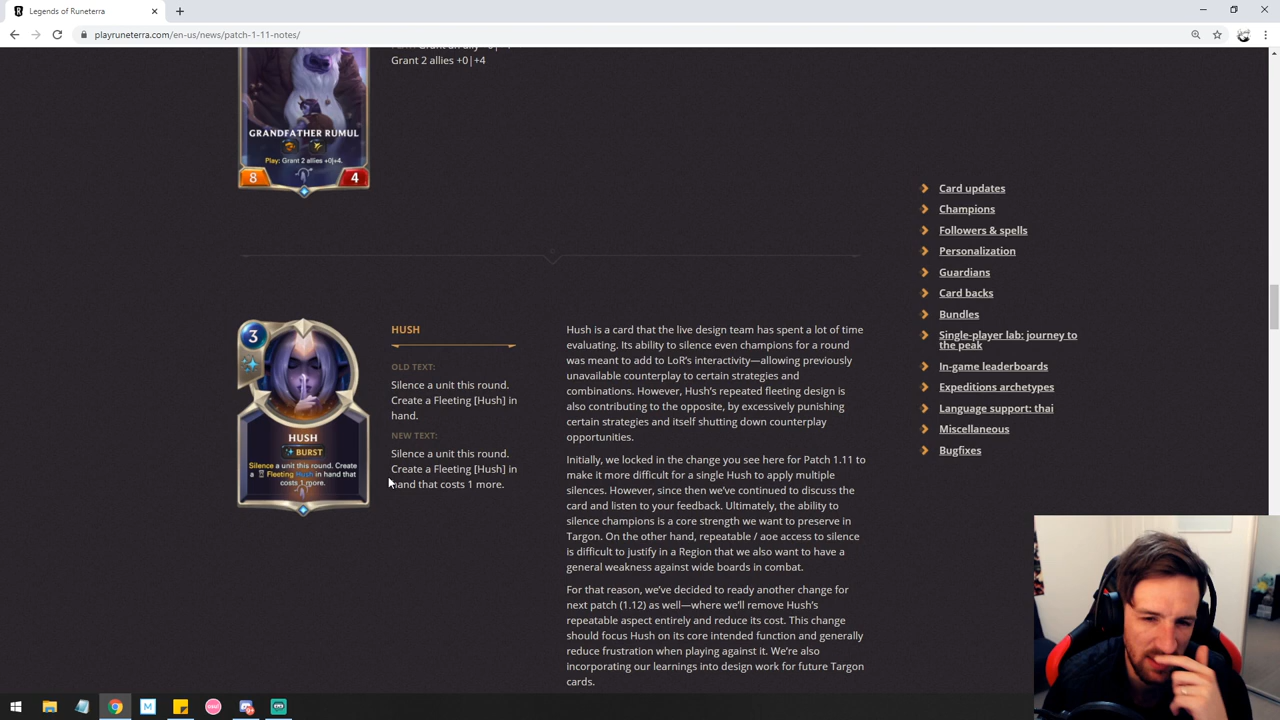 Legends of Runeterra
playruneterra.com/en-us/news/patch-1-11-notes/
Grant 2 allies +0|+4
GRANDFATHER RUMUL
Play: Grant 2 allies +0|+4.
8
4
Card updates
Champions
Followers & spells
Personalization
Guardians
Card backs
Bundles
Single-player lab: journey to
the peak
In-game leaderboards
Expeditions archetypes
Language support: thai
Miscellaneous
Bugfixes
3
HUSH
BURST
Silence a unit this round. Create
a Fleeting Hush in hand that
costs 1 more.
HUSH
OLD TEXT:
Silence a unit this round.
Create a Fleeting [Hush] in
hand.
NEW TEXT:
Silence a unit this round.
Create a Fleeting [Hush] in
hand that costs 1 more.
Hush is a card that the live design team has spent a lot of time
evaluating. Its ability to silence even champions for a round
was meant to add to LoR's interactivity—allowing previously
unavailable counterplay to certain strategies and
combinations. However, Hush's repeated fleeting design is
also contributing to the opposite, by excessively punishing
certain strategies and itself shutting down counterplay
opportunities.
Initially, we locked in the change you see here for Patch 1.11 to
make it more difficult for a single Hush to apply multiple
silences. However, since then we've continued to discuss the
card and listen to your feedback. Ultimately, the ability to
silence champions is a core strength we want to preserve in
Targon. On the other hand, repeatable / aoe access to silence
is difficult to justify in a Region that we also want to have a
general weakness against wide boards in combat.
For that reason, we've decided to ready another change for
next patch (1.12) as well—where we'll remove Hush's
repeatable aspect entirely and reduce its cost. This change
should focus Hush on its core intended function and generally
reduce frustration when playing against it. We're also
incorporating our learnings into design work for future Targon
cards.